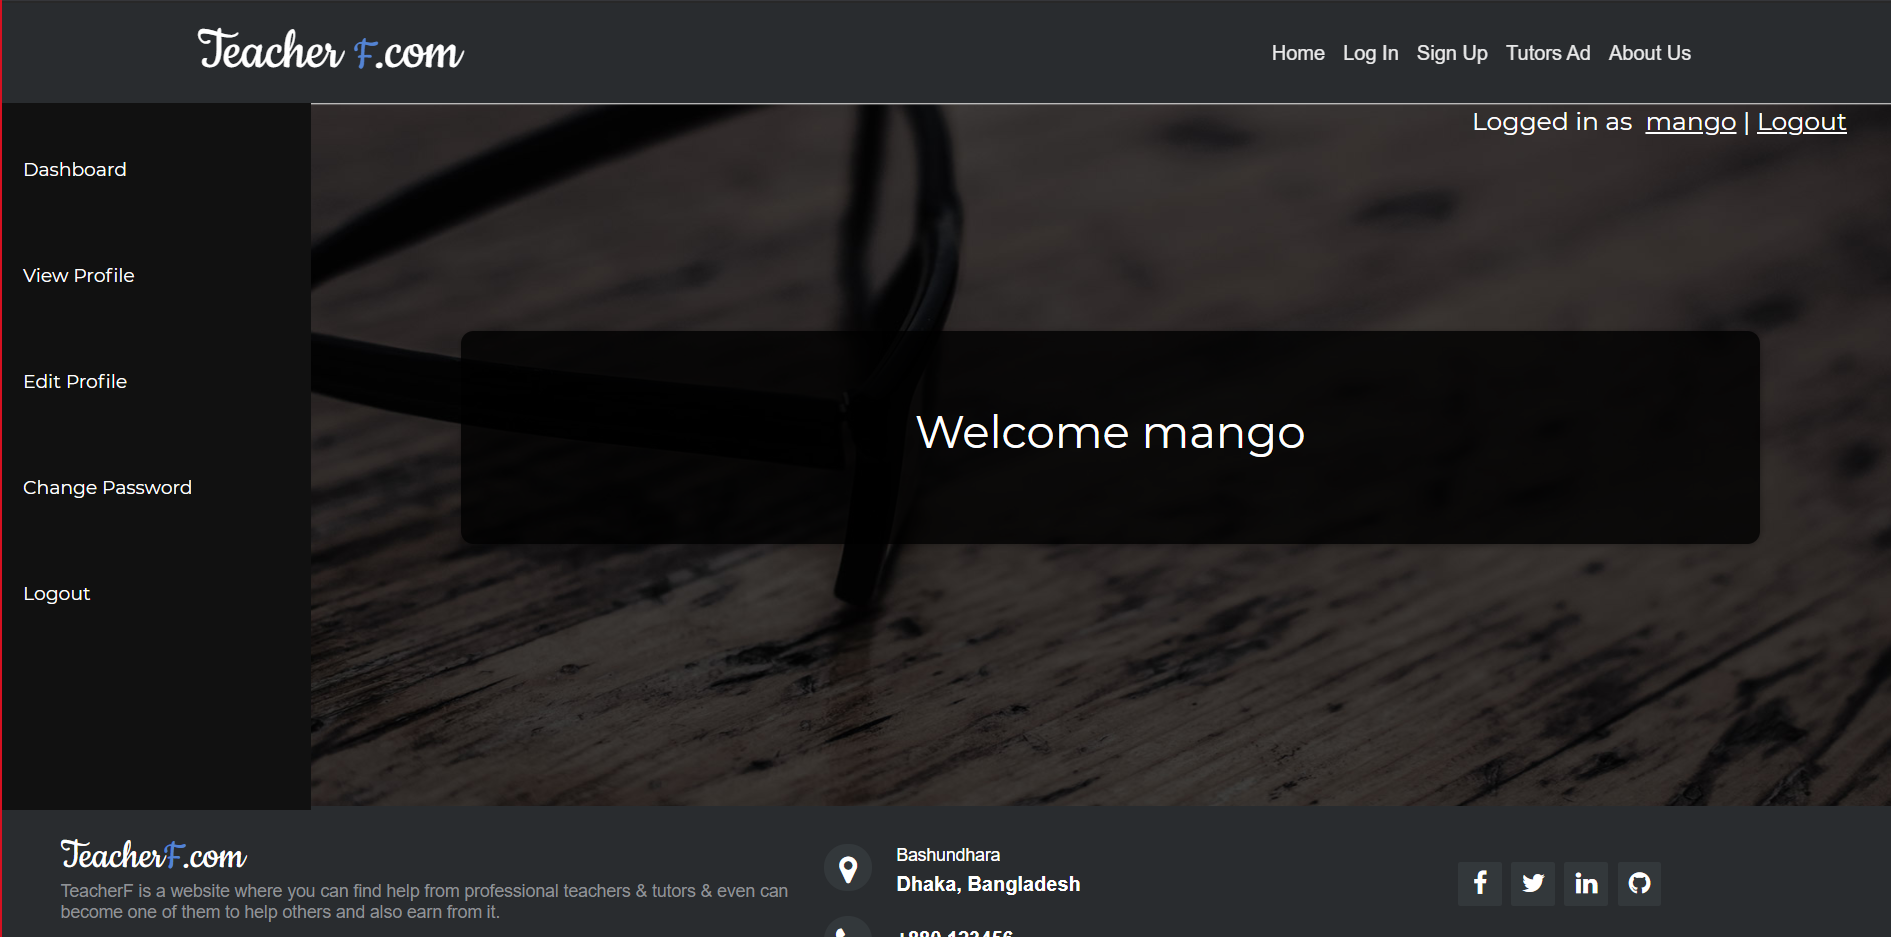 Teacher F.com
Home Log In Sign Up Tutors Ad About Us
Logged in as mango | Logout
Dashboard
View Profile
Edit Profile
Change Password
Logout
Welcome mango
TeacherF.com
TeacherF is a website where you can find help from professional teachers & tutors & even can
become one of them to help others and also earn from it.
Bashundhara
Dhaka, Bangladesh
+880 123456